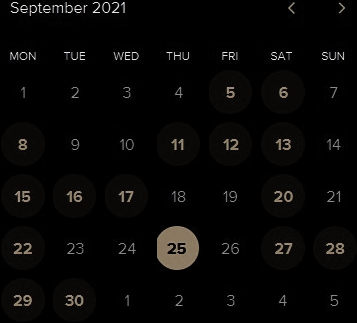 September 2021
MON TUE WED THU FRI SAT SUN
1 2 3 4 5 6 7
8 9 10 11 12 13 14
15 16 17 18 19 20 21
22 23 24 25 26 27 28
29 30 1 2 3 4 5